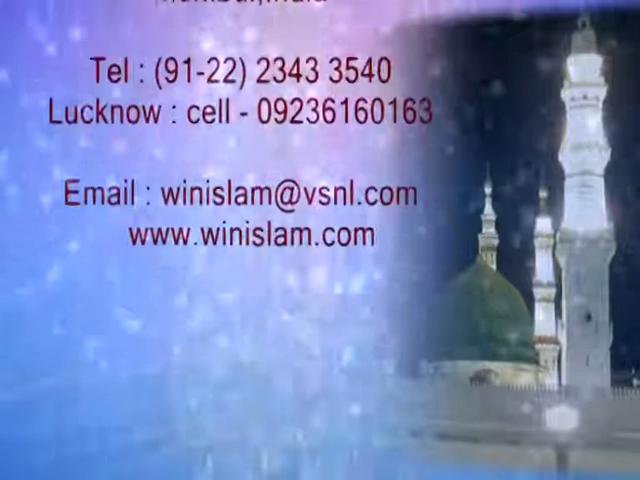 Tel : (91-22) 2343 3540
Lucknow : cell - 09236160163
Email : winislam@vsnl.com
www.winislam.com